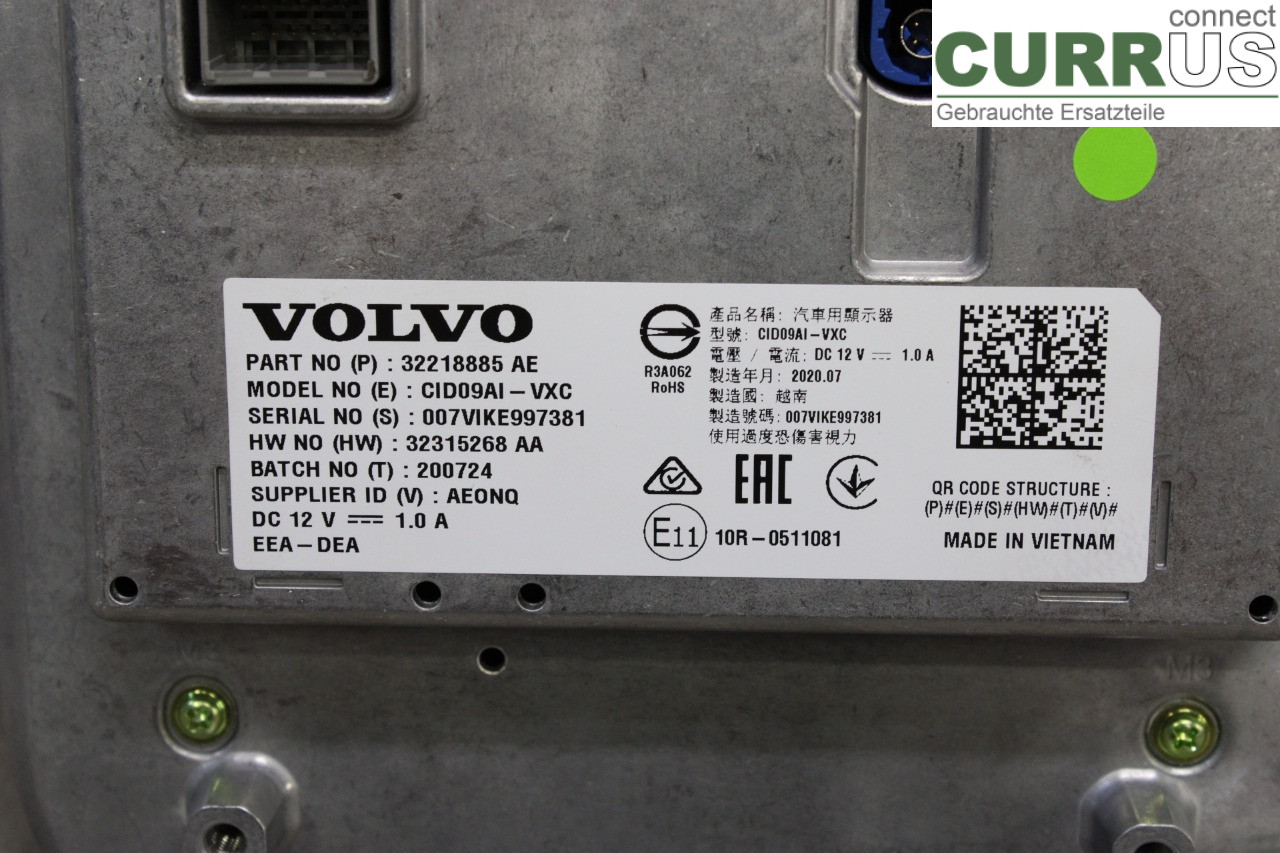 connect
CURRUS
Gebrauchte Ersatzteile
VOLVO
PART NO (P) : 32218885 AE
MODEL NO (E) : CID09AI-VXC
SERIAL NO (S) : 007VIKE997381
HW NO (HW) : 32315268 AA
BATCH NO (T) : 200724
SUPPLIER ID (V) : AEONQ
DC 12 V ⎓ 1.0 A
EEA-DEA
R3A062
RoHS
產品名稱: 汽車用顯示器
型號: CID09AI-VXC
電壓 / 電流: DC 12 V ⎓ 1.0 A
製造年月: 2020.07
製造國: 越南
製造號碼: 007VIKE997381
使用過度恐傷害視力
EAC
E11 10R-0511081
QR CODE STRUCTURE :
(P)#(E)#(S)#(HW)#(T)#(V)#
MADE IN VIETNAM
M3